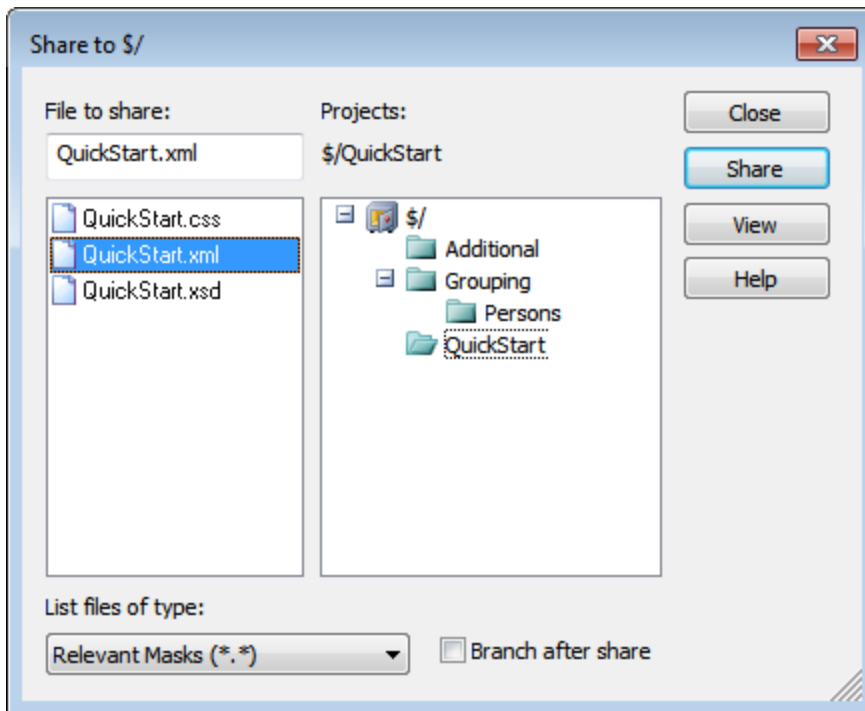 Share to $/
File to share:
QuickStart.xml
QuickStart.css
QuickStart.xml
QuickStart.xsd
Projects:
$/QuickStart
$/
Additional
Grouping
Persons
QuickStart
Close
Share
View
Help
List files of type:
Relevant Masks (*.*)
Branch after share